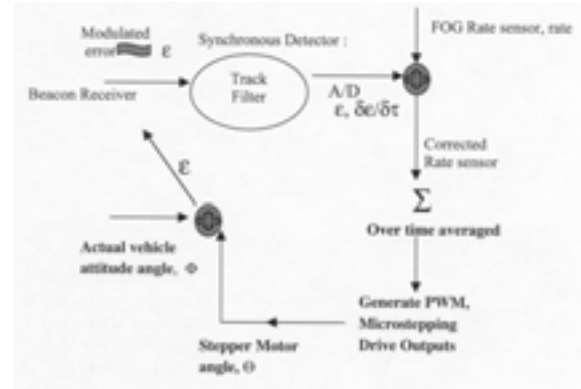 Modulated
error ε
Synchronous Detector :
FOG Rate sensor, rate
Track
Filter
Beacon Receiver
A/D
ε, δε/δτ
Corrected
Rate sensor
Σ
Over time averaged
ε
Actual vehicle
attitude angle, Φ
Generate PWM,
Microstepping
Drive Outputs
Stepper Motor
angle, Θ